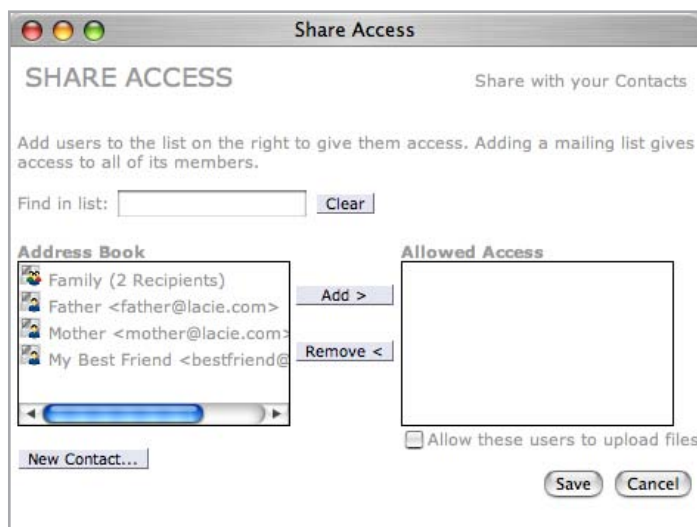 Share Access
SHARE ACCESS
Share with your Contacts
Add users to the list on the right to give them access. Adding a mailing list gives
access to all of its members.
Find in list:
Clear
Address Book
Family (2 Recipients)
Father <father@lacie.com>
Mother <mother@lacie.com>
My Best Friend <bestfriend@
New Contact...
Add >
Remove <
Allowed Access
Allow these users to upload files
Save
Cancel